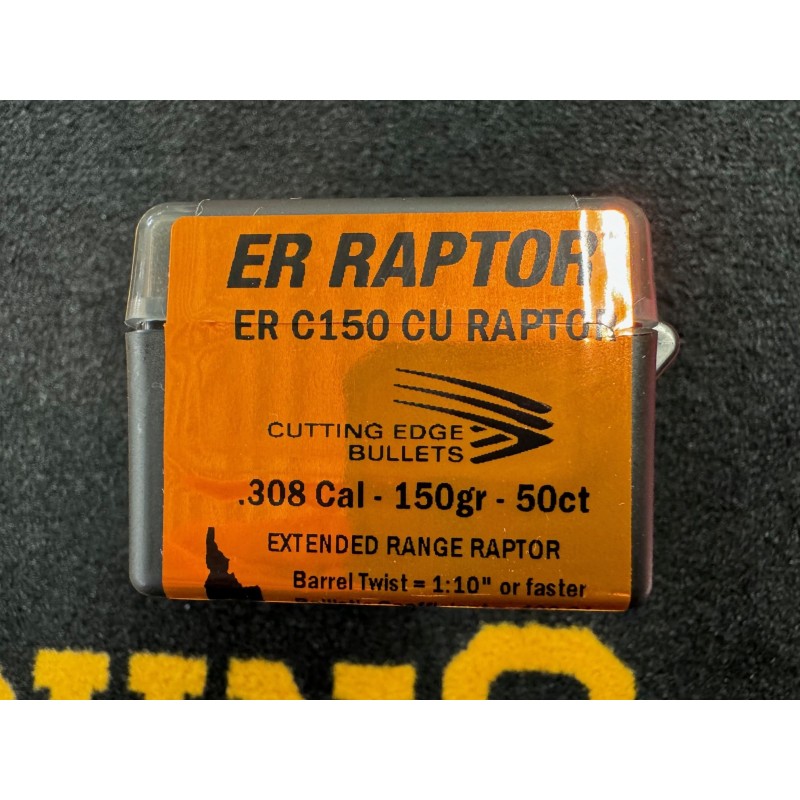 ER RAPTOR
ER C150 CU RAPTOR
CUTTING EDGE
BULLETS
.308 Cal - 150gr - 50ct
EXTENDED RANGE RAPTOR
Barrel Twist = 1:10" or faster